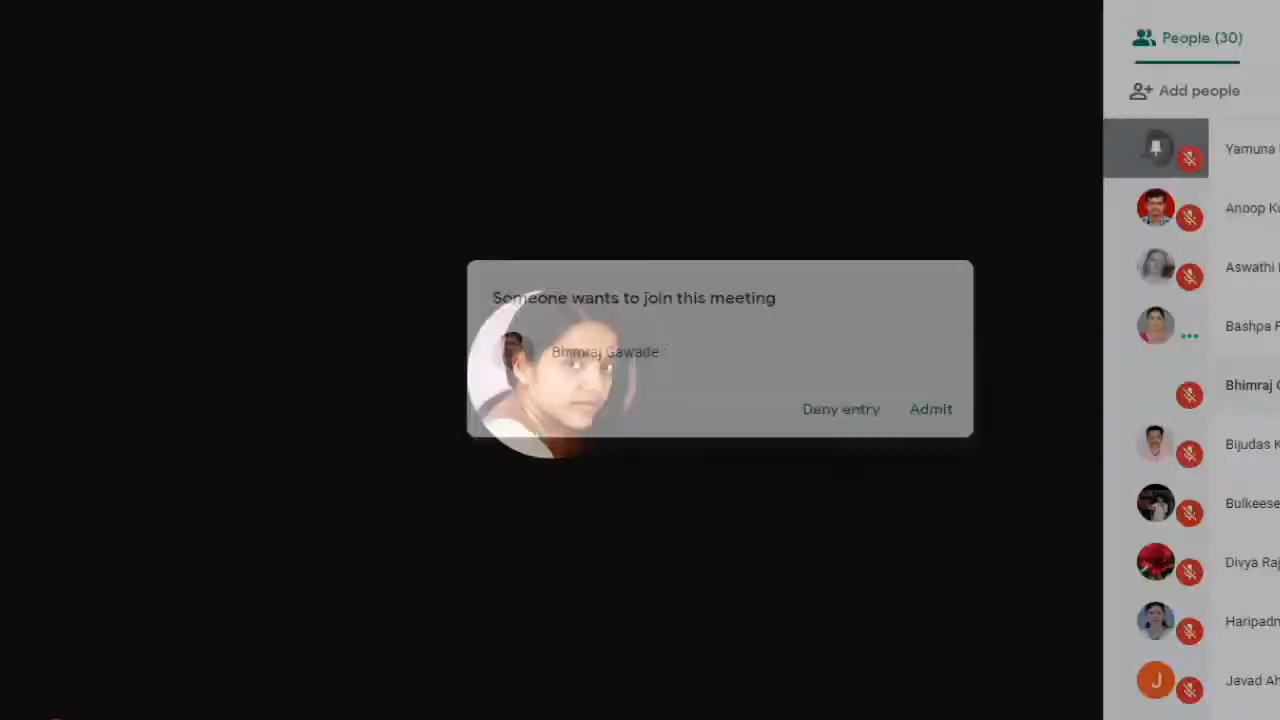 People (30)
Add people
Someone wants to join this meeting
Bhimraj Gawade
Deny entry
Admit
Yamuna
Anoop Ku
Aswathi
Bashpa P
Bhimraj G
Bijudas K
Bulkeese
Divya Raj
Haripadm
J
Javad Ah